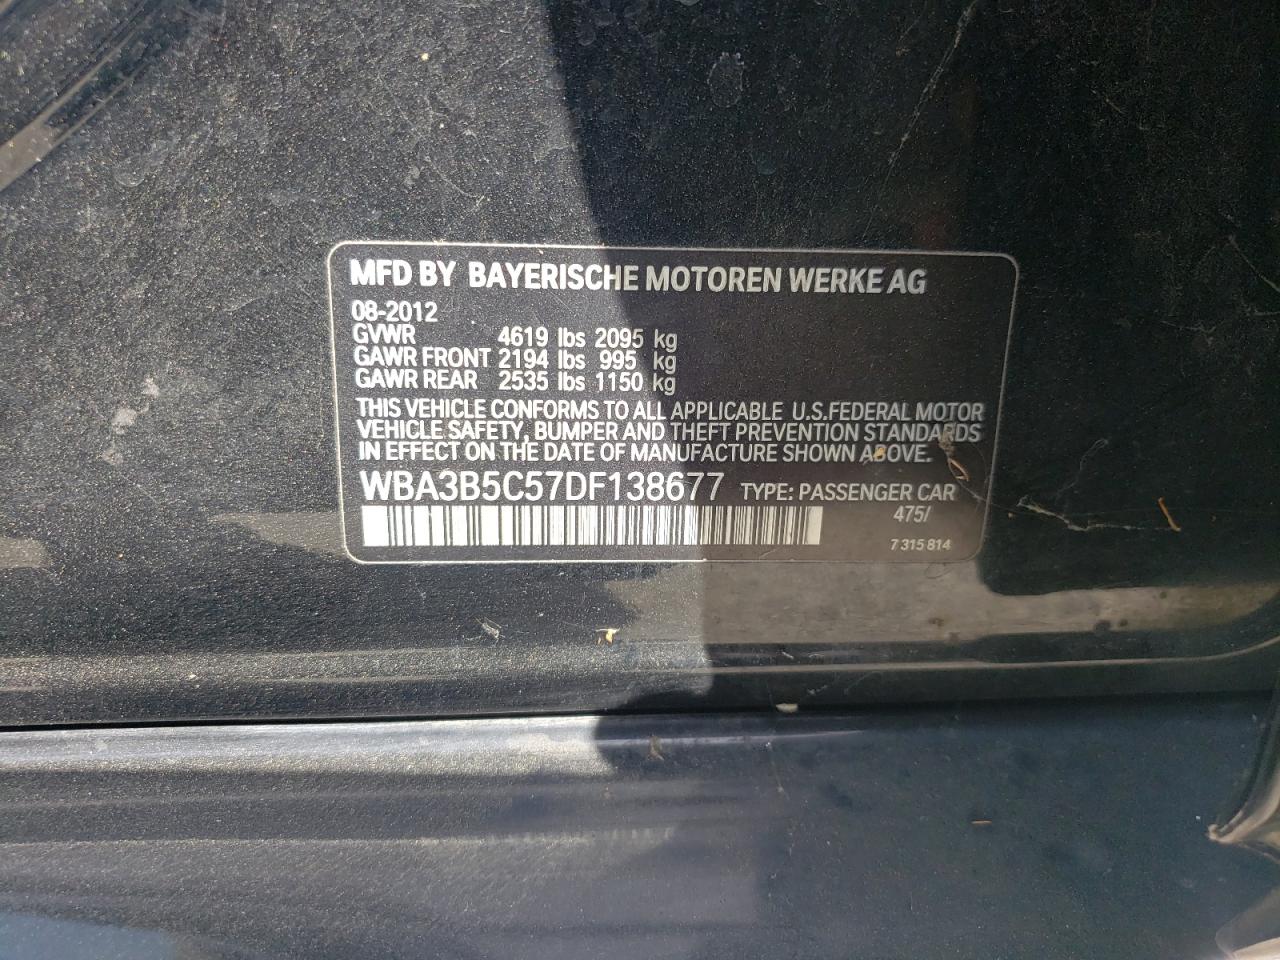 MFD BY BAYERISCHE MOTOREN WERKE AG
08-2012
GVWR 4619 lbs 2095 kg
GAWR FRONT 2194 lbs 995 kg
GAWR REAR 2535 lbs 1150 kg
THIS VEHICLE CONFORMS TO ALL APPLICABLE U.S.FEDERAL MOTOR
VEHICLE SAFETY, BUMPER AND THEFT PREVENTION STANDARDS
IN EFFECT ON THE DATE OF MANUFACTURE SHOWN ABOVE.
WBA3B5C57DF138677 TYPE: PASSENGER CAR
475/
7 315 814